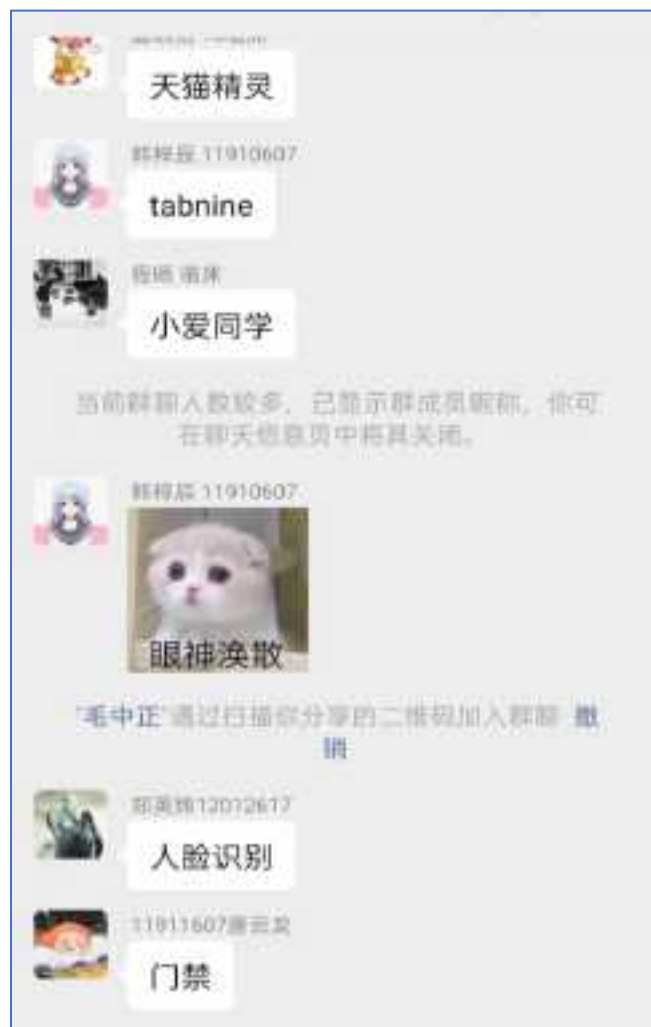 天猫精灵
11910607
tabnine
小爱同学
当前群聊人数较多，已显示群成员昵称，你可
在聊天信息页中将其关闭。
11910607
眼神涣散
"毛中正"通过扫描你分享的二维码加入群聊 撤
销
12012617
人脸识别
11911607
门禁